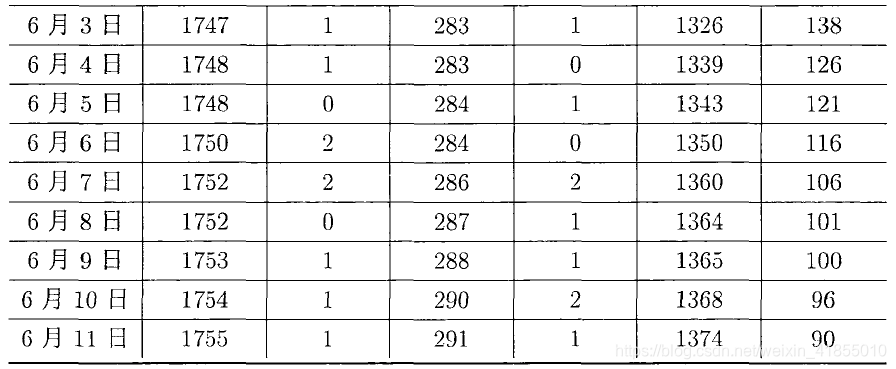 6 月 3 日 1747 1 283 1 1326 138
6 月 4 日 1748 1 283 0 1339 126
6 月 5 日 1748 0 284 1 1343 121
6 月 6 日 1750 2 284 0 1350 116
6 月 7 日 1752 2 286 2 1360 106
6 月 8 日 1752 0 287 1 1364 101
6 月 9 日 1753 1 288 1 1365 100
6 月 10 日 1754 1 290 2 1368 96
6 月 11 日 1755 1 291 1 1374 90
https://blog.csdn.net/weixin_41855010